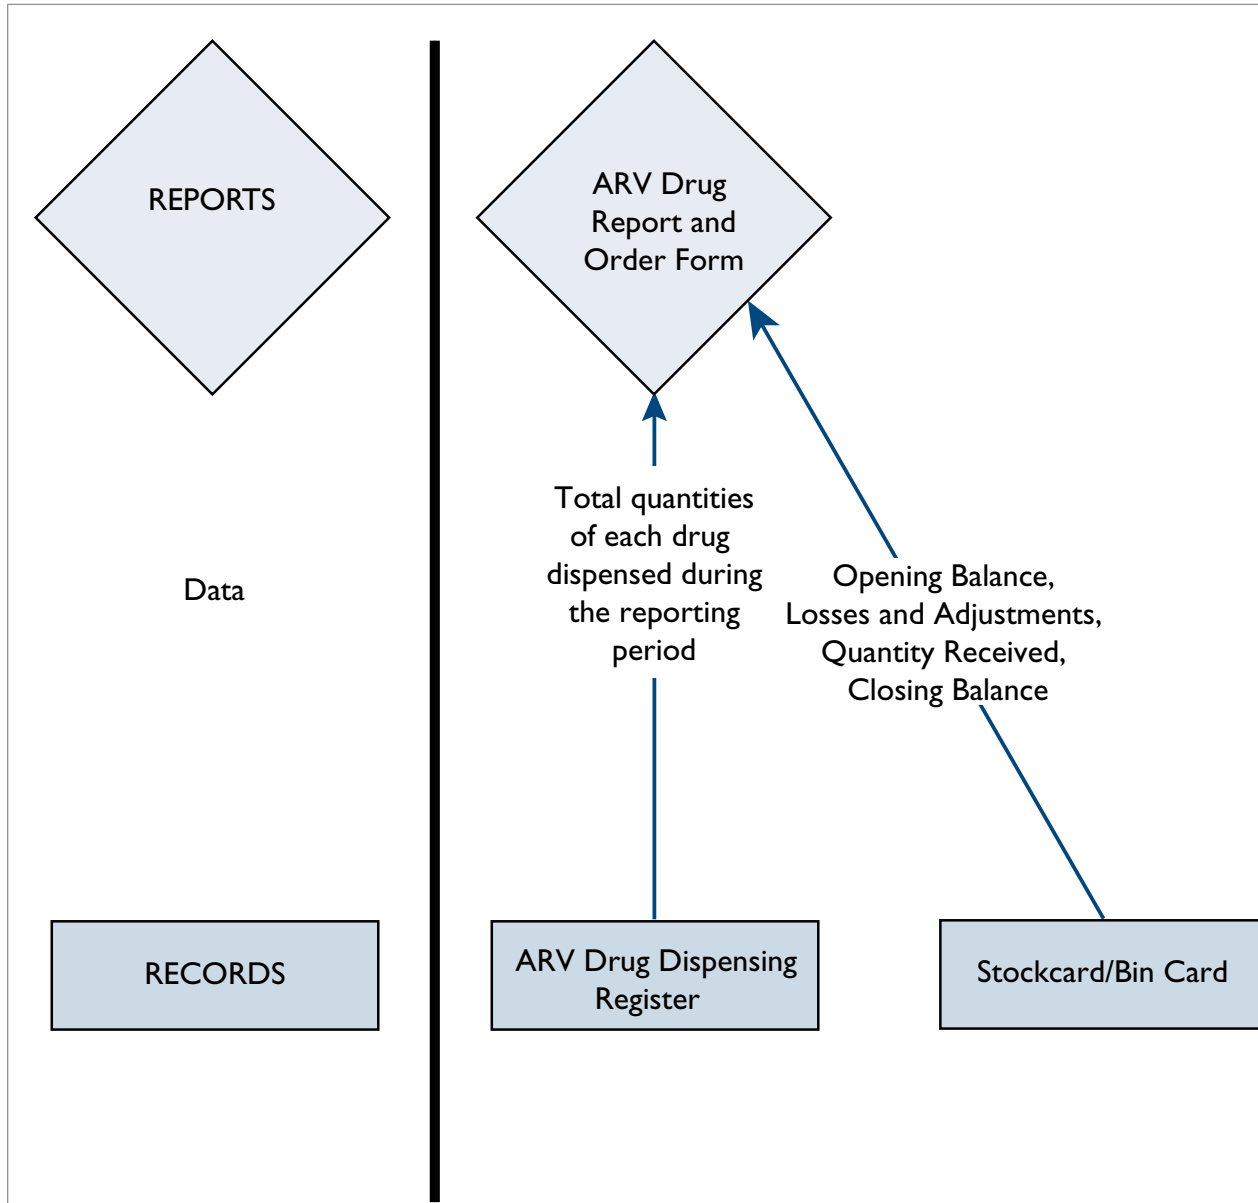 REPORTS
ARV Drug
Report and
Order Form
Data
Total quantities
of each drug
dispensed during
the reporting
period
Opening Balance,
Losses and Adjustments,
Quantity Received,
Closing Balance
RECORDS
ARV Drug Dispensing
Register
Stockcard/Bin Card